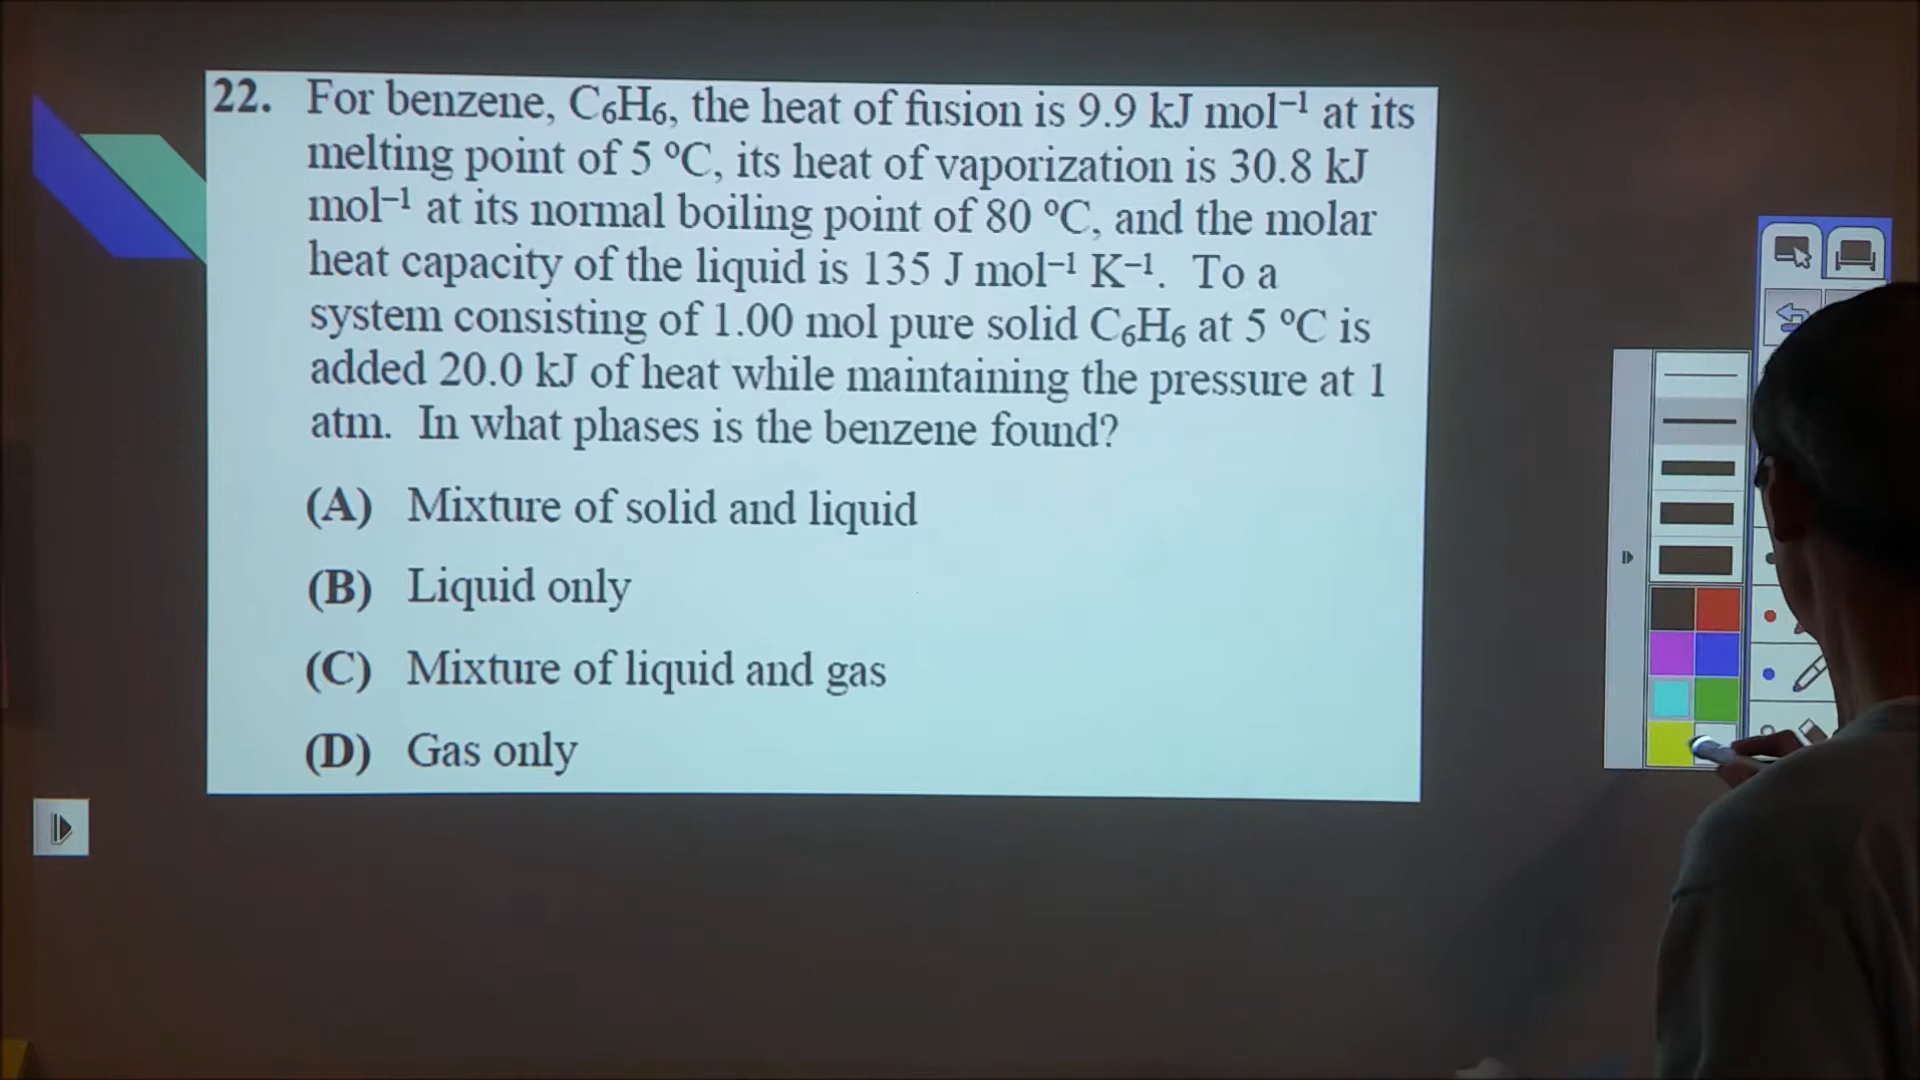 22. For benzene, C₆H₆, the heat of fusion is 9.9 kJ mol⁻¹ at its
melting point of 5 ºC, its heat of vaporization is 30.8 kJ
mol⁻¹ at its normal boiling point of 80 ºC, and the molar
heat capacity of the liquid is 135 J mol⁻¹ K⁻¹. To a
system consisting of 1.00 mol pure solid C₆H₆ at 5 ºC is
added 20.0 kJ of heat while maintaining the pressure at 1
atm. In what phases is the benzene found?
(A) Mixture of solid and liquid
(B) Liquid only
(C) Mixture of liquid and gas
(D) Gas only